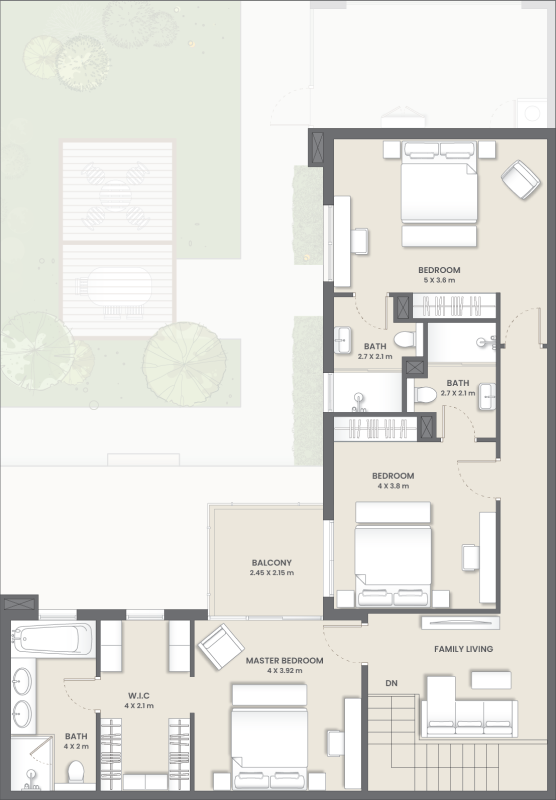 BEDROOM
5 X 3.6 m
BATH
2.7 X 2.1 m
BATH
2.7 X 2.1 m
BEDROOM
4 X 3.8 m
BALCONY
2.45 X 2.15 m
FAMILY LIVING
MASTER BEDROOM
4 X 3.92 m
DN
W.I.C
4 X 2.1 m
BATH
4 X 2 m